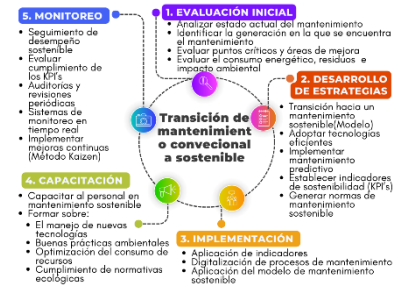 1. EVALUACIÓN INICIAL
Analizar estado actual del mantenimiento
Identificar la generación en la que se encuentra
el mantenimiento
Evaluar puntos críticos y áreas de mejora
Evaluar el consumo energético, residuos e
impacto ambiental
2. DESARROLLO
DE ESTRATEGIAS
Transición hacia un
mantenimiento
sostenible(Modelo)
Adoptar tecnologías
eficientes
Implementar
mantenimiento
predictivo
Establecer indicadores
de sostenibilidad (KPI's)
Generar normas de
mantenimiento
sostenible
3. IMPLEMENTACIÓN
Aplicación de indicadores
Digitalización de procesos de mantenimiento
Aplicación del modelo de mantenimiento
sostenible
4. CAPACITACIÓN
Capacitar al personal en
mantenimiento sostenible
Formar sobre:
El manejo de nuevas
tecnologías
Buenas prácticas ambientales
Optimización del consumo de
recursos
Cumplimiento de normativas
ecológicas
5. MONITOREO
Seguimiento de
desempeño
sostenible
Evaluar
cumplimiento de
los KPI's
Auditorías y
revisiones
periódicas
Sistemas de
monitoreo en
tiempo real
Implementar
mejoras continuas
(Método Kaizen)
Transición de
mantenimient
o convecional
a sostenible